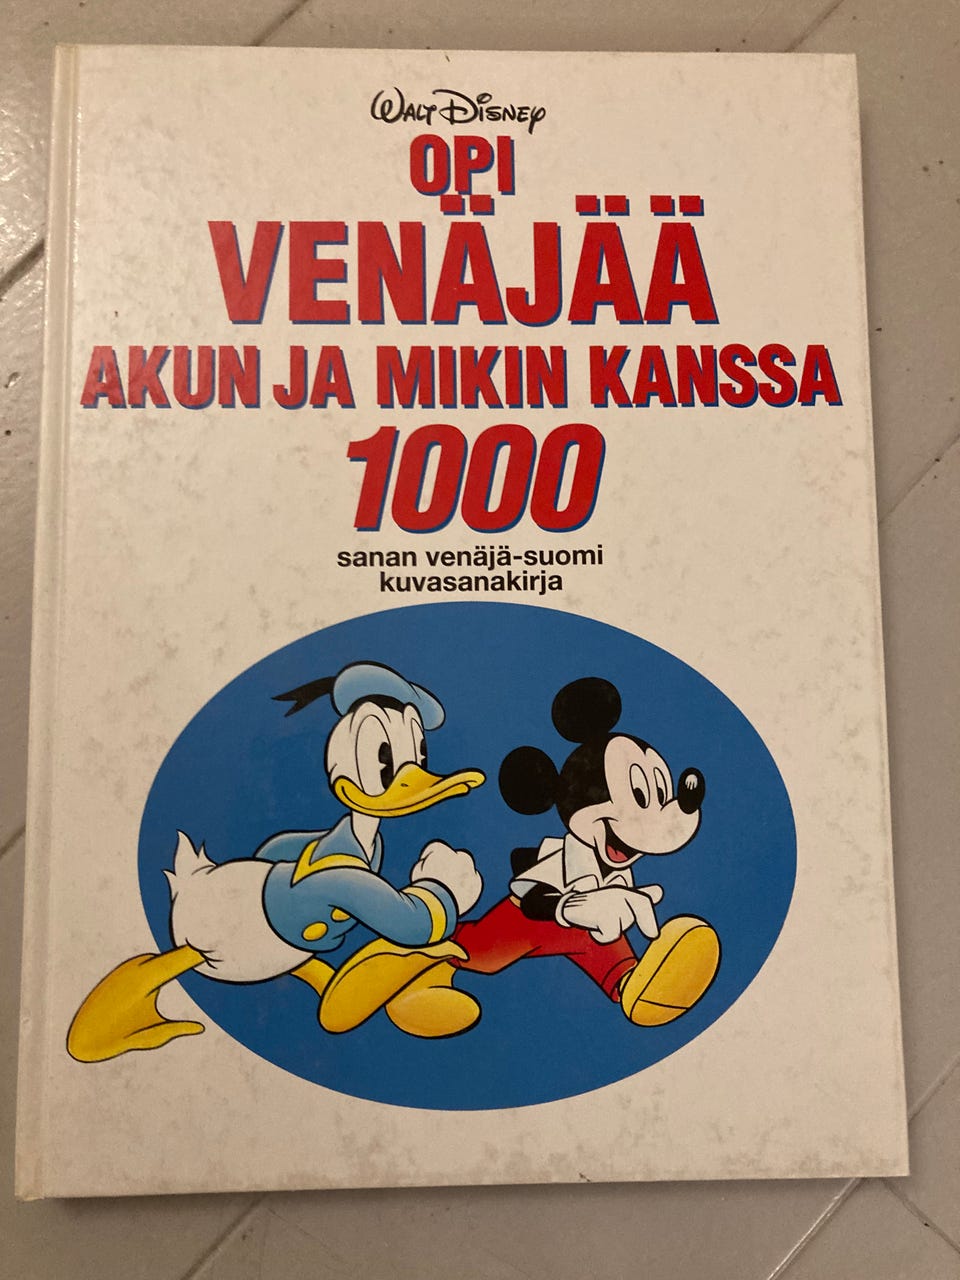 Walt Disney
OPI
VENÄJÄÄ
AKUN JA MIKIN KANSSA
1000
sanan venäjä-suomi
kuvasanakirja